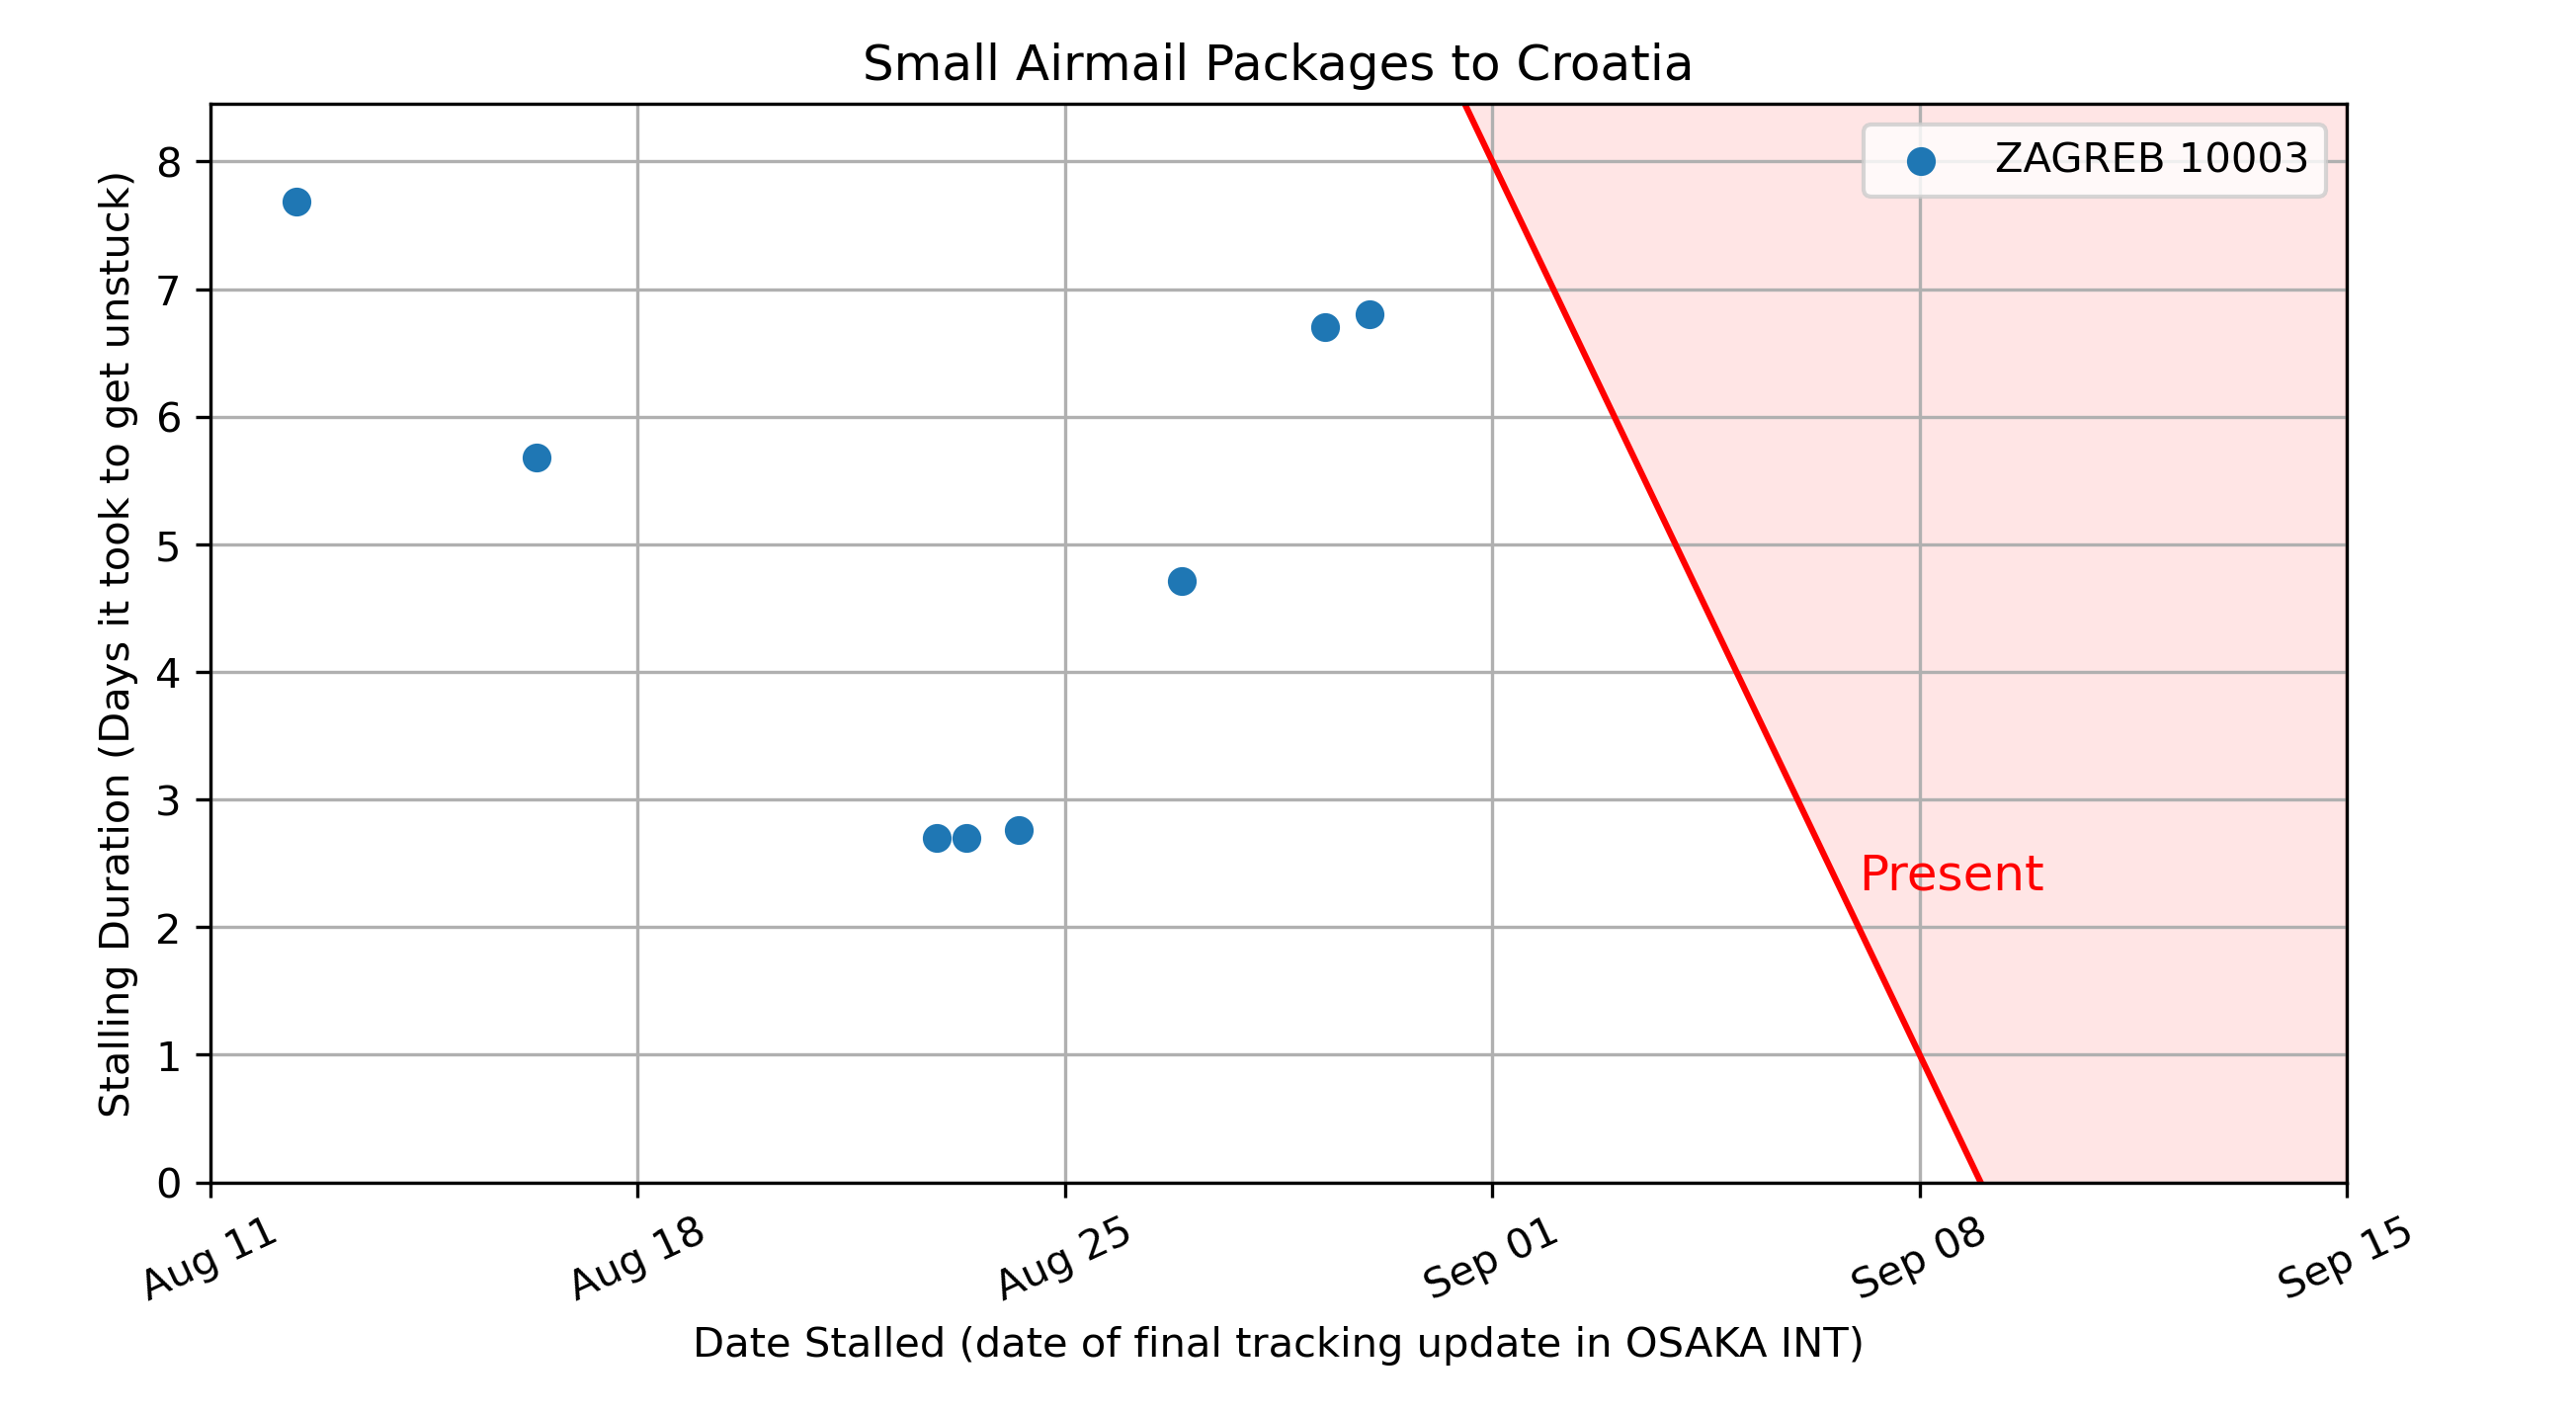 Small Airmail Packages to Croatia
ZAGREB 10003
Stalling Duration (Days it took to get unstuck)
8
7
6
5
4
3
2
1
0
Present
Aug 11
Aug 18
Aug 25
Sep 01
Sep 08
Sep 15
Date Stalled (date of final tracking update in OSAKA INT)